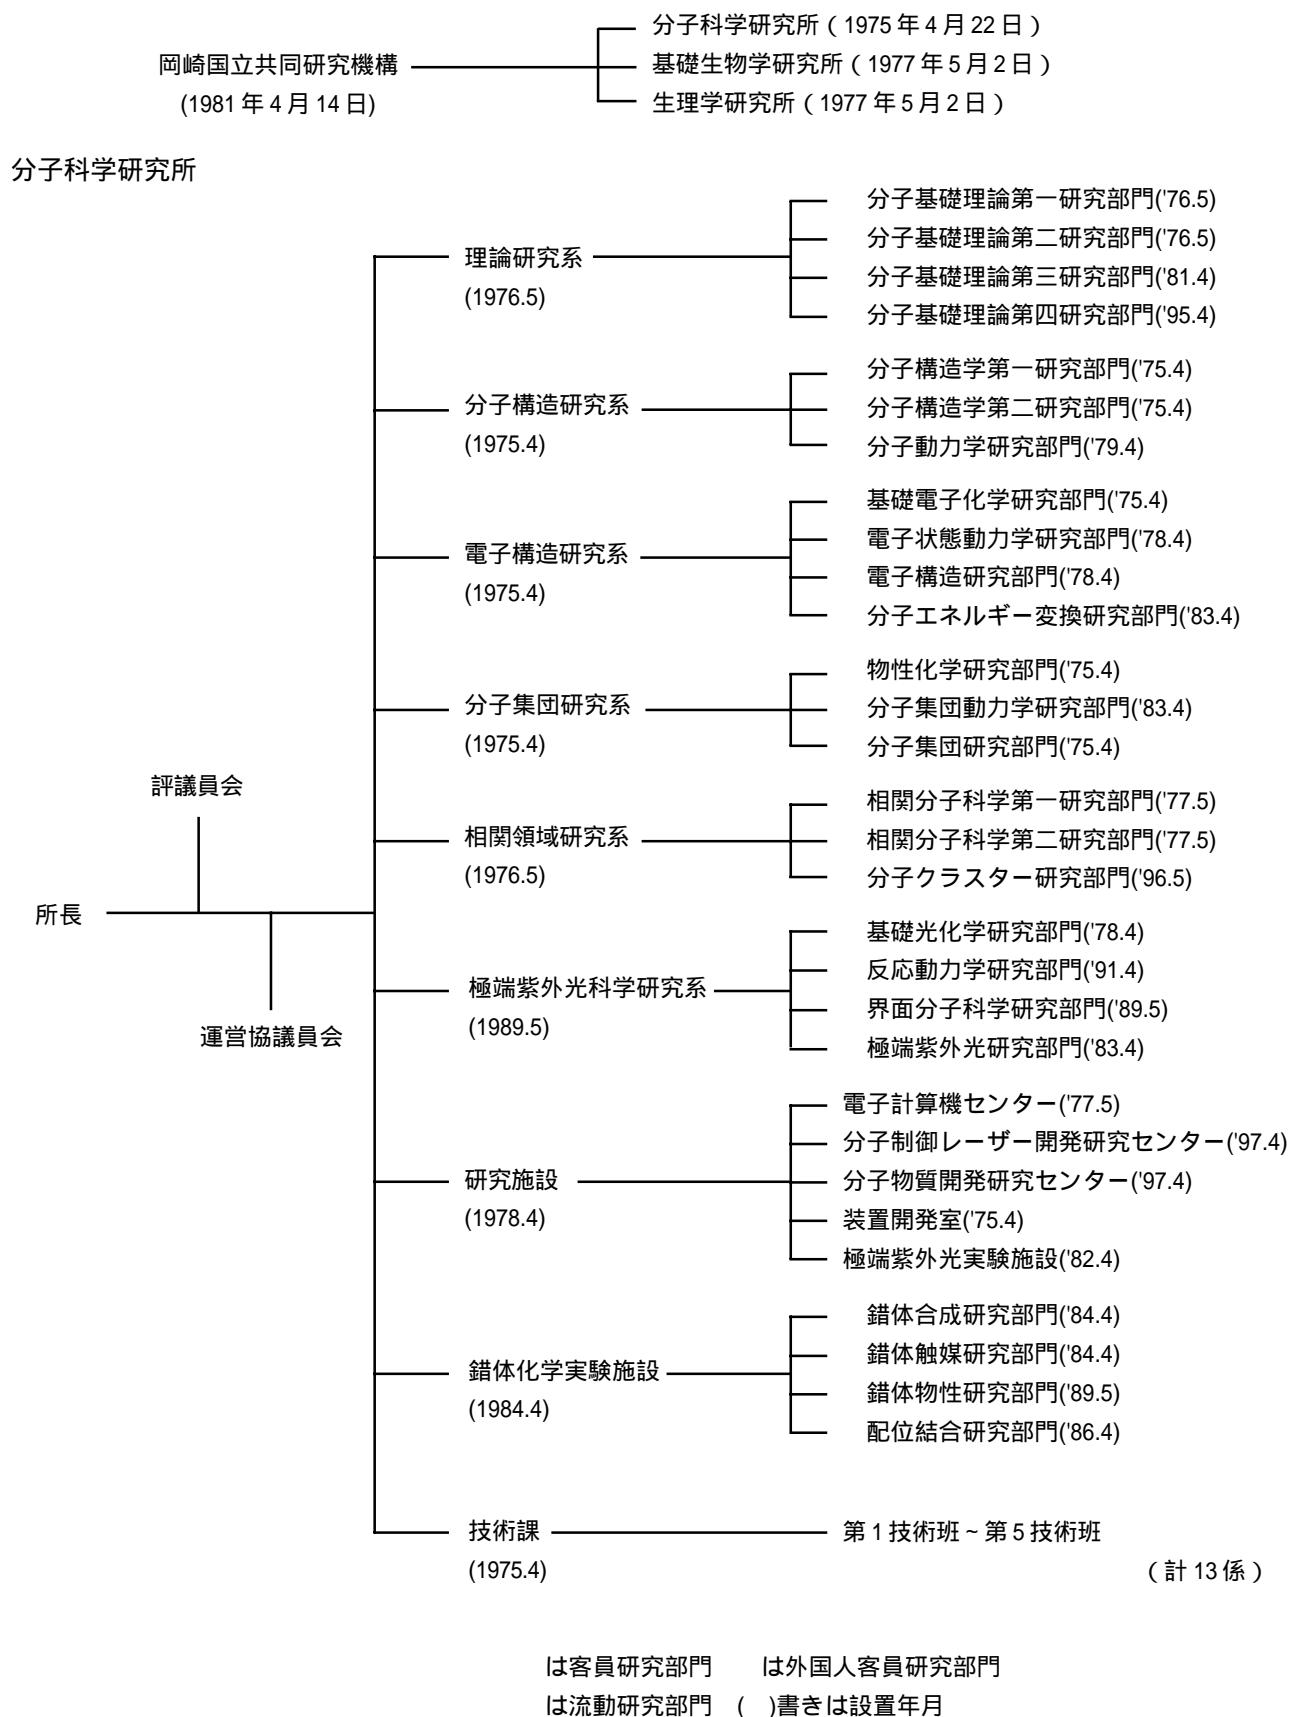 分子科学研究所（1975年4月22日）
岡崎国立共同研究機構
基礎生物学研究所（1977年5月2日）
(1981年4月14日)
生理学研究所（1977年5月2日）
分子科学研究所
理論研究系
(1976.5)
分子基礎理論第一研究部門('76.5)
分子基礎理論第二研究部門('76.5)
分子基礎理論第三研究部門('81.4)
分子基礎理論第四研究部門('95.4)
分子構造研究系
(1975.4)
分子構造学第一研究部門('75.4)
分子構造学第二研究部門('75.4)
分子動力学研究部門('79.4)
電子構造研究系
(1975.4)
基礎電子化学研究部門('75.4)
電子状態動力学研究部門('78.4)
電子構造研究部門('78.4)
分子エネルギー変換研究部門('83.4)
分子集団研究系
(1975.4)
物性化学研究部門('75.4)
分子集団動力学研究部門('83.4)
分子集団研究部門('75.4)
評議員会
相関領域研究系
(1976.5)
相関分子科学第一研究部門('77.5)
相関分子科学第二研究部門('77.5)
分子クラスター研究部門('96.5)
所長
運営協議員会
極端紫外光科学研究系
(1989.5)
基礎光化学研究部門('78.4)
反応動力学研究部門('91.4)
界面分子科学研究部門('89.5)
極端紫外光研究部門('83.4)
研究施設
(1978.4)
電子計算機センター('77.5)
分子制御レーザー開発研究センター('97.4)
分子物質開発研究センター('97.4)
装置開発室('75.4)
極端紫外光実験施設('82.4)
錯体化学実験施設
(1984.4)
錯体合成研究部門('84.4)
錯体触媒研究部門('84.4)
錯体物性研究部門('89.5)
配位結合研究部門('86.4)
技術課
(1975.4)
第1技術班~第5技術班
（計13係）
は客員研究部門　　は外国人客員研究部門
は流動研究部門　(　)書きは設置年月